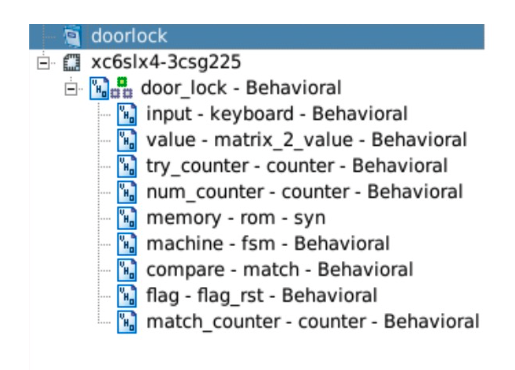 doorlock
xc6slx4-3csg225
door_lock - Behavioral
input - keyboard - Behavioral
value - matrix_2_value - Behavioral
try_counter - counter - Behavioral
num_counter - counter - Behavioral
memory - rom - syn
machine - fsm - Behavioral
compare - match - Behavioral
flag - flag_rst - Behavioral
match_counter - counter - Behavioral